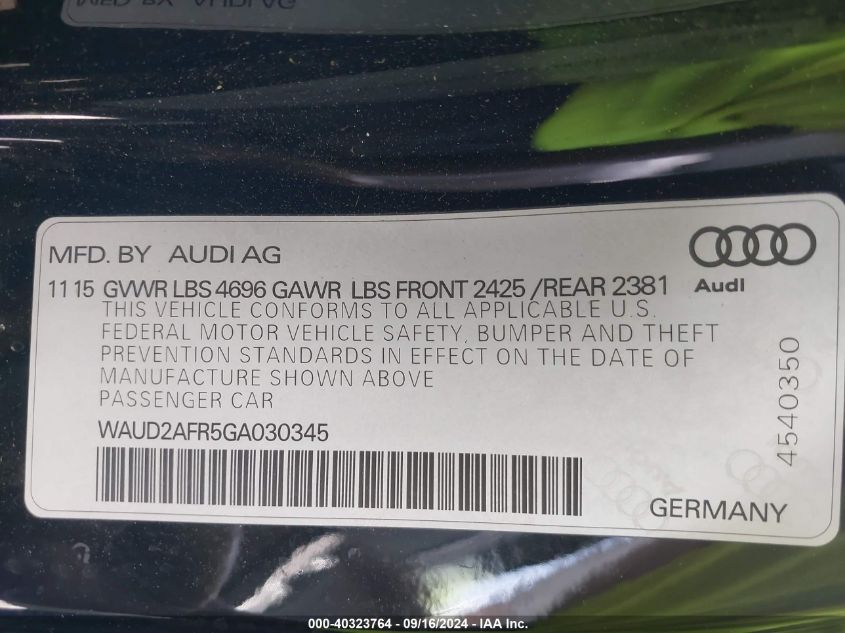 MFD. BY AUDI AG
Audi
11 15 GVWR LBS 4696 GAWR LBS FRONT 2425 /REAR 2381
THIS VEHICLE CONFORMS TO ALL APPLICABLE U.S.
FEDERAL MOTOR VEHICLE SAFETY, BUMPER AND THEFT
PREVENTION STANDARDS IN EFFECT ON THE DATE OF
MANUFACTURE SHOWN ABOVE
PASSENGER CAR
WAUD2AFR5GA030345
4540350
GERMANY
000-40323764 - 09/16/2024 - IAA Inc.